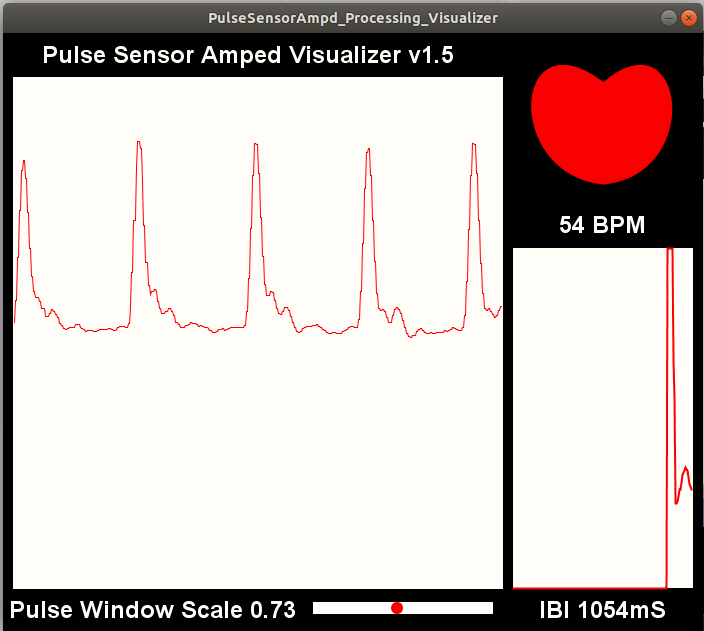 PulseSensorAmpd_Processing_Visualizer
Pulse Sensor Amped Visualizer v1.5
54 BPM
Pulse Window Scale 0.73
IBI 1054mS